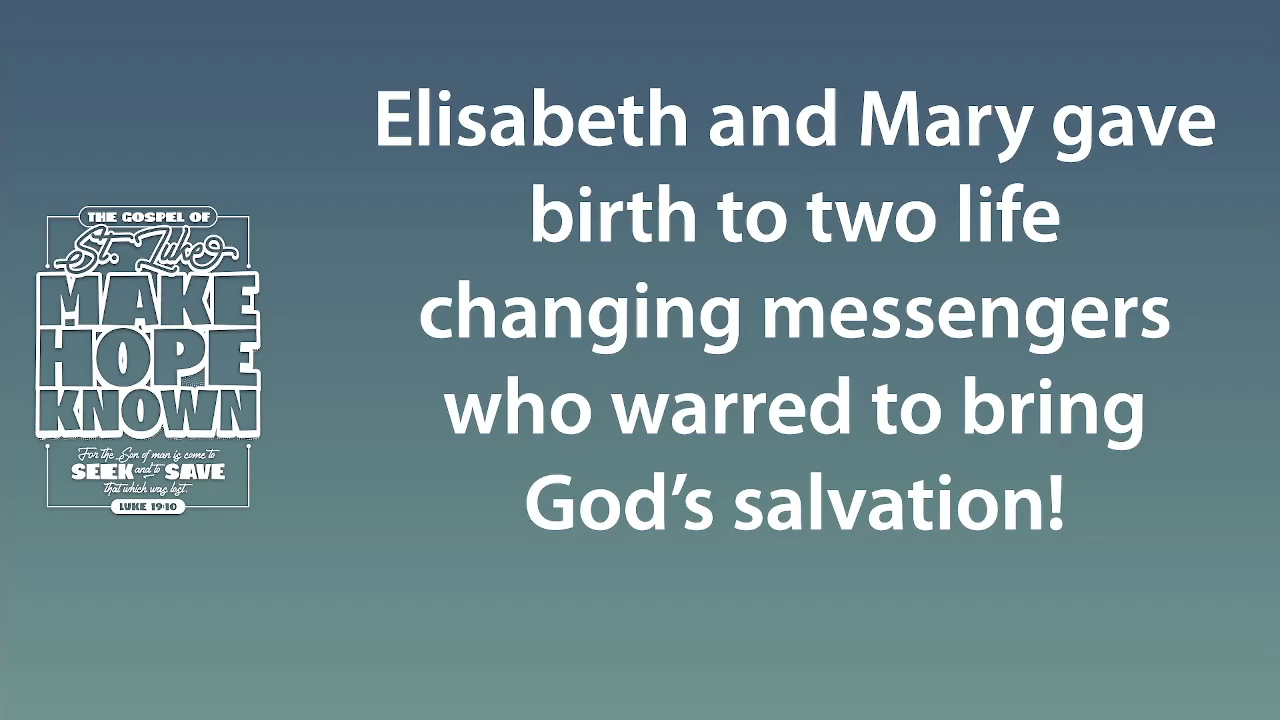 THE GOSPEL OF
St. Luke
MAKE
HOPE
KNOWN
For the Son of man is come to
SEEK and to SAVE
that which was lost.
LUKE 19:10
Elisabeth and Mary gave
birth to two life
changing messengers
who warred to bring
God’s salvation!